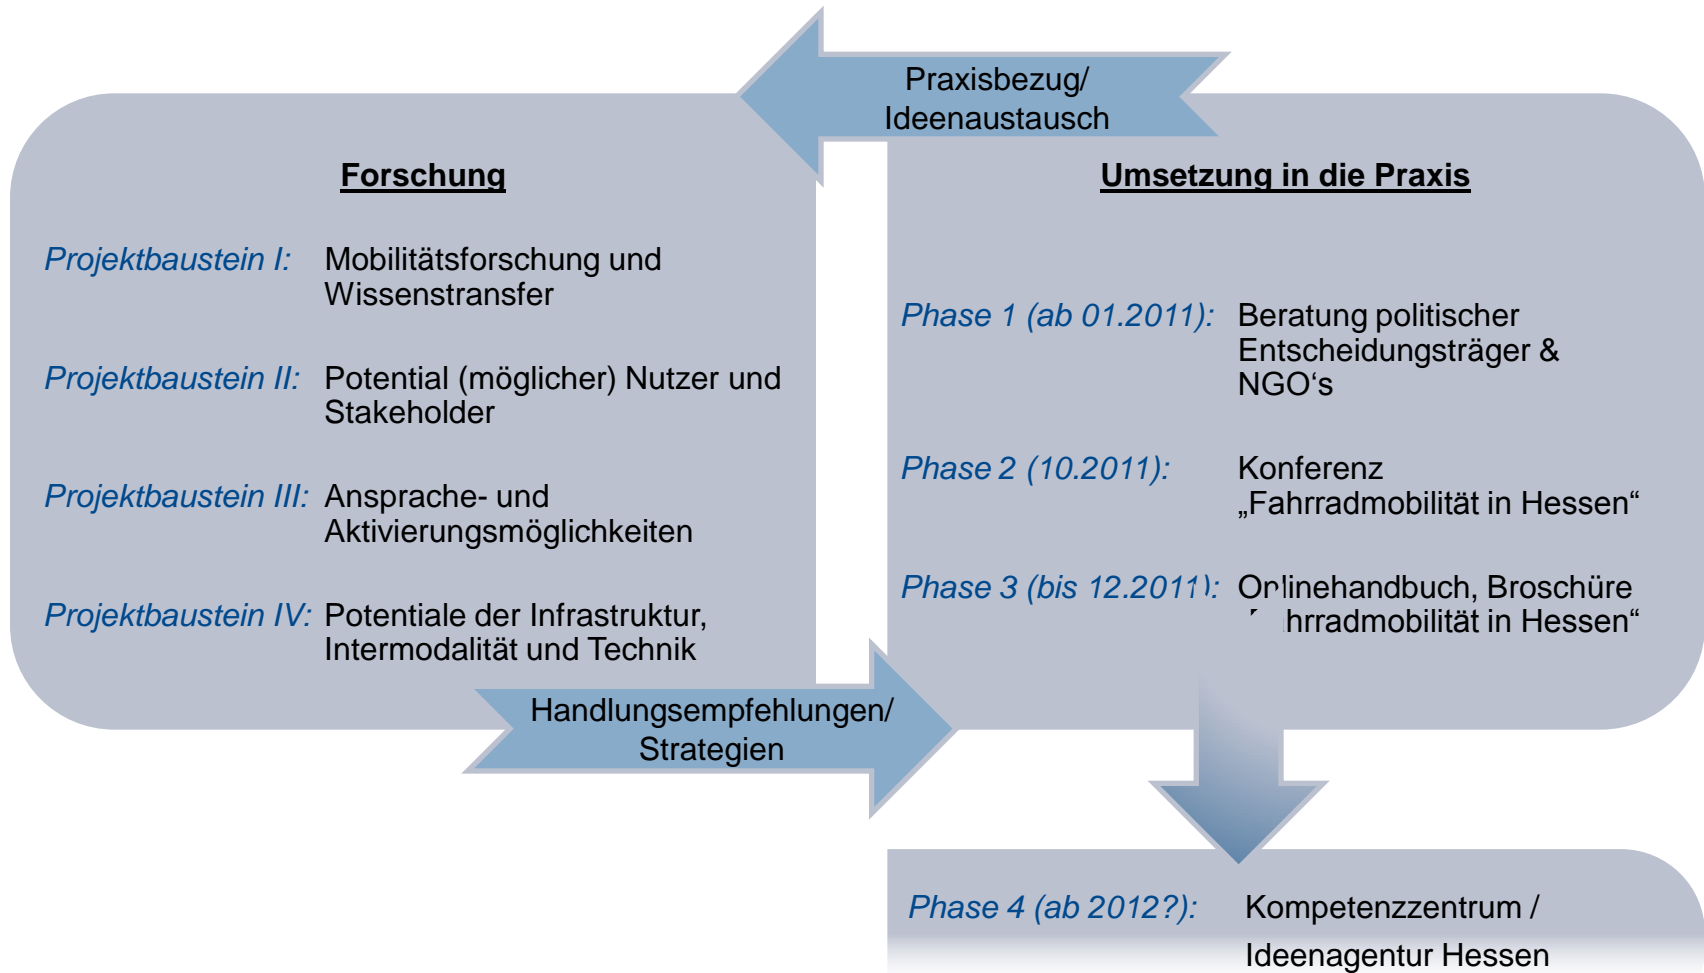 Praxisbezug/
Ideenaustausch
Forschung
Projektbaustein I: Mobilitätsforschung und
Wissenstransfer
Projektbaustein II: Potential (möglicher) Nutzer und
Stakeholder
Projektbaustein III: Ansprache- und
Aktivierungsmöglichkeiten
Projektbaustein IV: Potentiale der Infrastruktur,
Intermodalität und Technik
Handlungsempfehlungen/
Strategien
Umsetzung in die Praxis
Phase 1 (ab 01.2011): Beratung politischer
Entscheidungsträger &
NGO‘s
Phase 2 (10.2011): Konferenz
„Fahrradmobilität in Hessen“
Phase 3 (bis 12.2011): Onlinehandbuch, Broschüre
„Fahrradmobilität in Hessen“
Phase 4 (ab 2012?): Kompetenzzentrum /
Ideenagentur Hessen